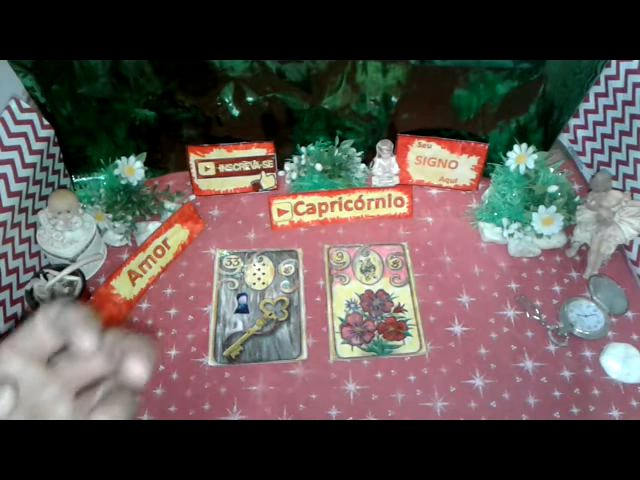 INSCREVA-SE
Seu
SIGNO
Aqui
Capricórnio
Amor
33
9